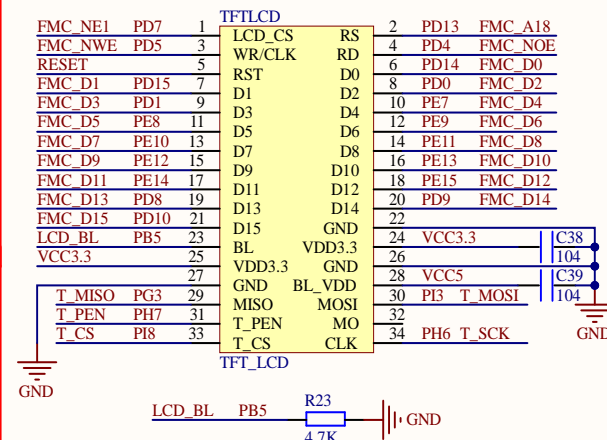 TFTLCD
FMC_NE1 PD7 1 LCD_CS RS 2 PD13 FMC_A18
FMC_NWE PD5 3 WR/CLK RD 4 PD4 FMC_NOE
RESET 5 RST D0 6 PD14 FMC_D0
FMC_D1 PD15 7 D1 D2 8 PD0 FMC_D2
FMC_D3 PD1 9 D3 D4 10 PE7 FMC_D4
FMC_D5 PE8 11 D5 D6 12 PE9 FMC_D6
FMC_D7 PE10 13 D7 D8 14 PE11 FMC_D8
FMC_D9 PE12 15 D9 D10 16 PE13 FMC_D10
FMC_D11 PE14 17 D11 D12 18 PE15 FMC_D12
FMC_D13 PD8 19 D13 D14 20 PD9 FMC_D14
FMC_D15 PD10 21 D15 GND 22
LCD_BL PB5 23 BL VDD3.3 24 VCC3.3 C38
VCC3.3 25 VDD3.3 GND 26 104
27 GND BL_VDD 28 VCC5 C39
T_MISO PG3 29 MISO MOSI 30 PI3 T_MOSI 104
T_PEN PH7 31 T_PEN MO 32
T_CS PI8 33 T_CS CLK 34 PH6 T_SCK GND
TFT_LCD
GND
R23
LCD_BL PB5 GND
4.7K